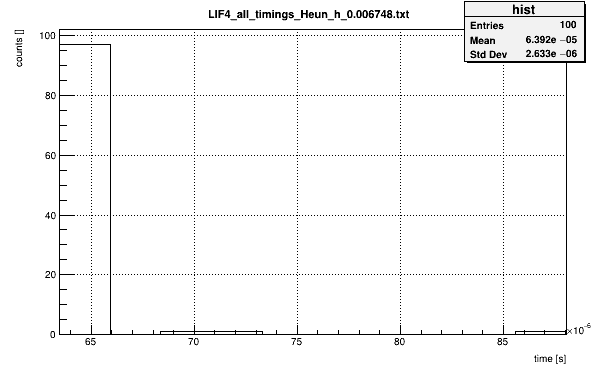 LIF4_all_timings_Heun_h_0.006748.txt
hist
Entries 100
Mean 6.392e −05
Std Dev 2.633e −06
counts []
100
80
60
40
20
0
65 70 75 80 85
×10⁻⁶
time [s]